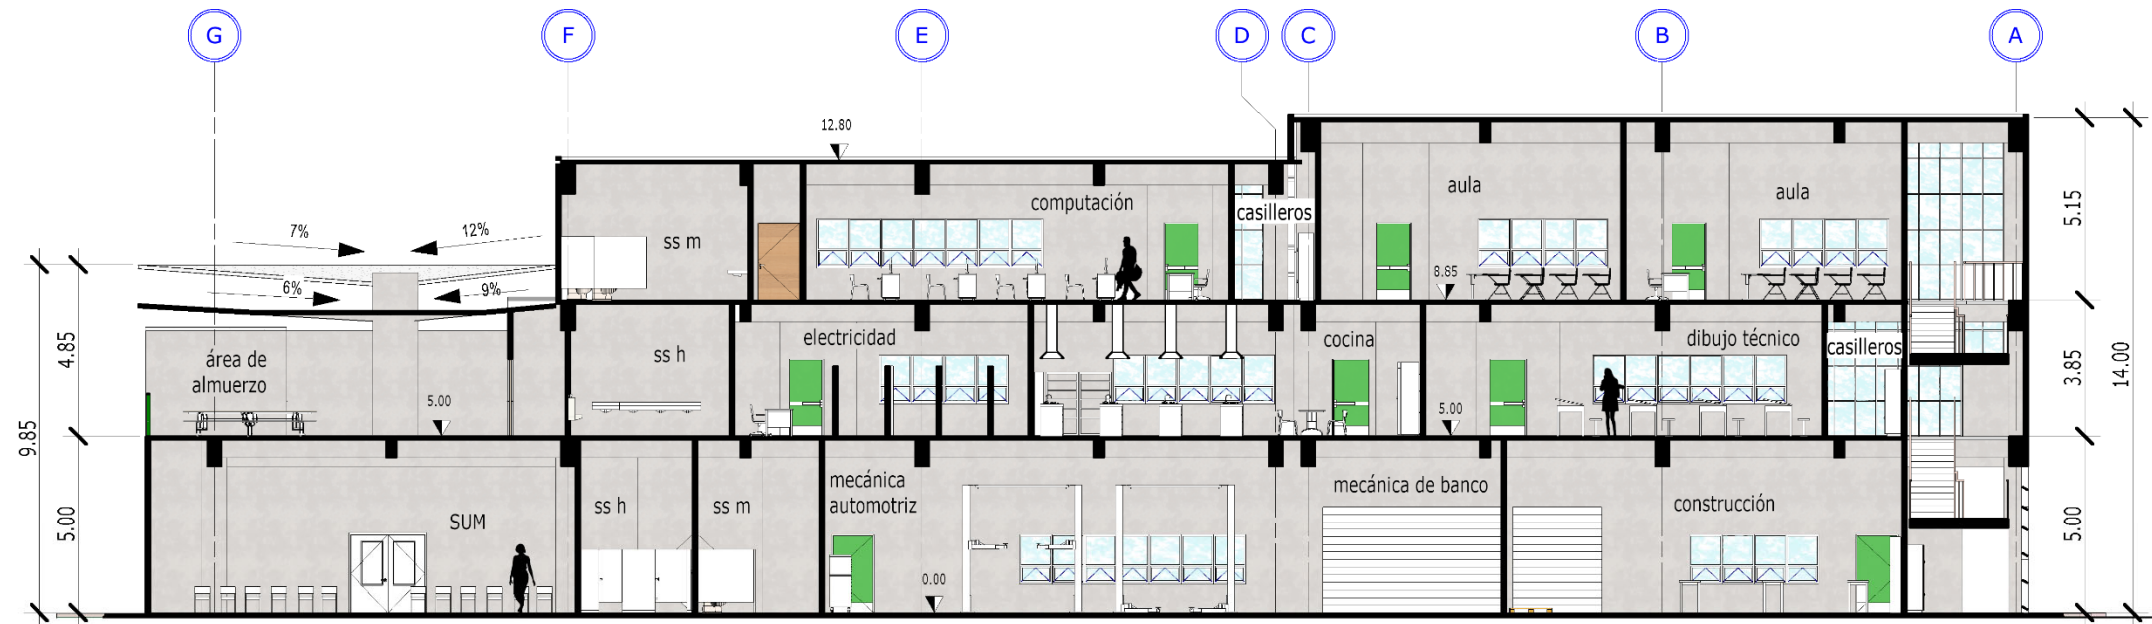 G F E D C B A
12.80
7% 12%
6% 9%
ss m
computación
casilleros
aula
aula
8.85
5.15
9.85
4.85
área de
almuerzo
5.00
ss h
electricidad
cocina
5.00
dibujo técnico
casilleros
3.85
14.00
5.00
SUM
ss h
ss m
mecánica
automotriz
0.00
mecánica de banco
construcción
5.00